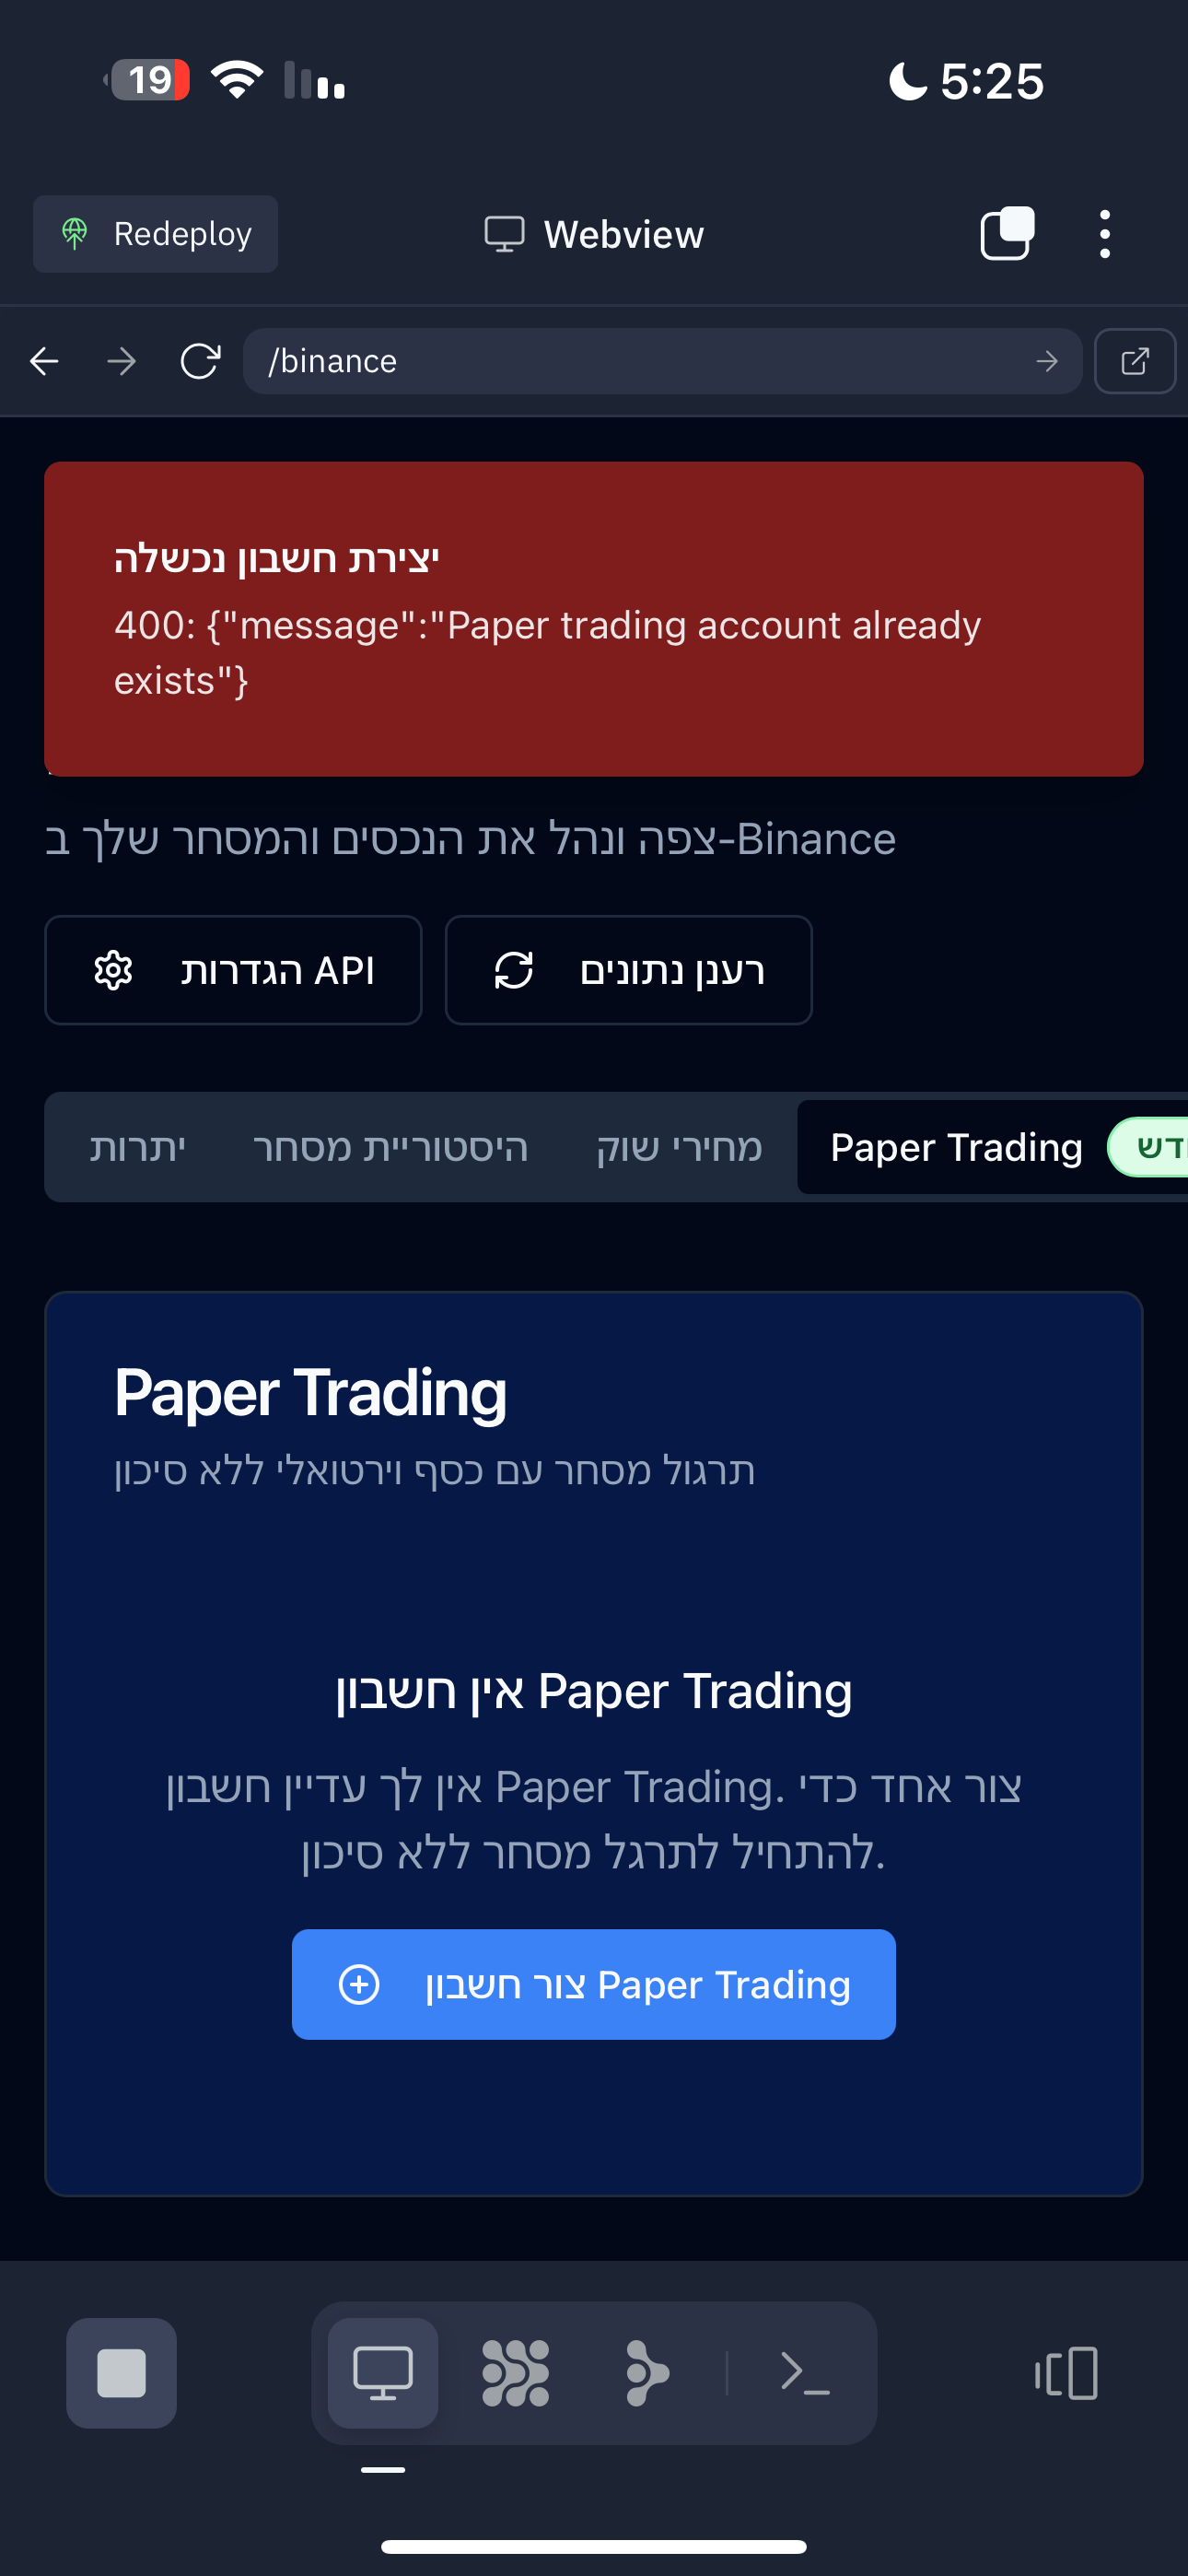 19
5:25
Redeploy
Webview
/binance
יצירת חשבון נכשלה
400: {"message":"Paper trading account already
exists"}
צפה ונהל את הנכסים והמסחר שלך ב-Binance
הגדרות API
רענן נתונים
יתרות
היסטוריית מסחר
מחירי שוק
Paper Trading
Paper Trading
תרגול מסחר עם כסף וירטואלי ללא סיכון
אין חשבון Paper Trading
אין לך עדיין חשבון Paper Trading. צור אחד כדי
להתחיל לתרגל מסחר ללא סיכון.
צור חשבון Paper Trading